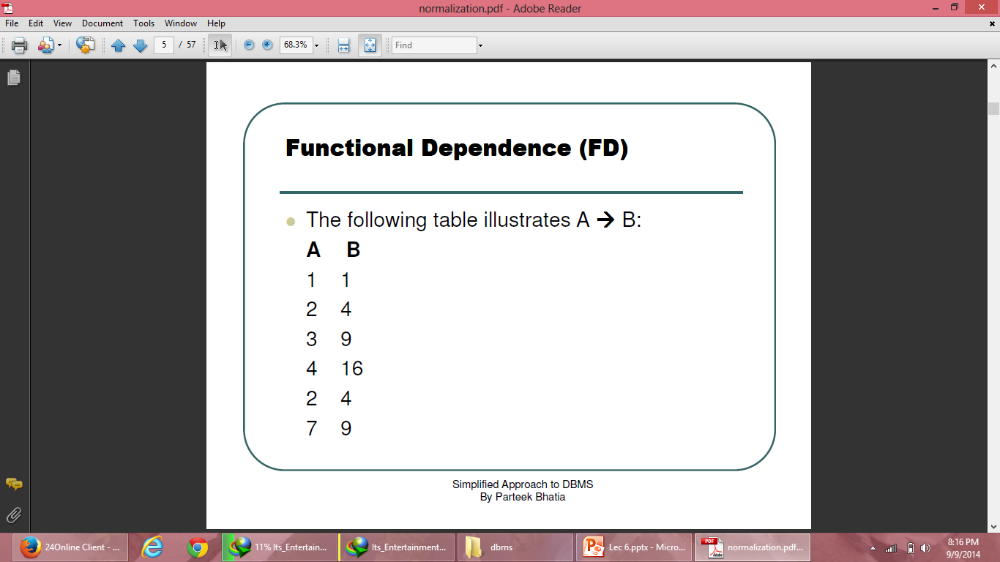 normalization.pdf - Adobe Reader
File Edit View Document Tools Window Help
5 / 57 68.3% Find
Functional Dependence (FD)
The following table illustrates A → B:
A B
1 1
2 4
3 9
4 16
2 4
7 9
Simplified Approach to DBMS
By Parteek Bhatia
24Online Client - ... 11% Its_Entertain... Its_Entertainment... dbms Lec 6.pptx - Micro... normalization.pdf... 8:16 PM
9/9/2014